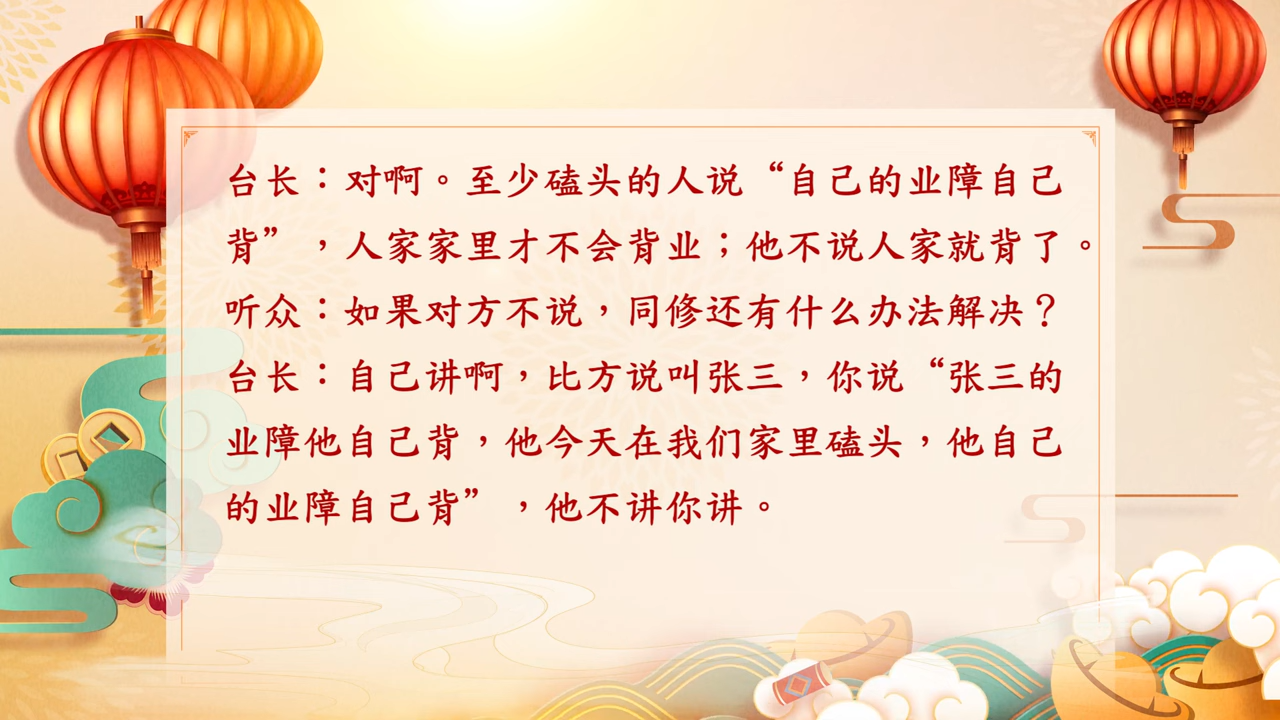 台长：对啊。至少磕头的人说“自己的业障自己
背”，人家家里才不会背业；他不说人家就背了。
听众：如果对方不说，同修还有什么办法解决？
台长：自己讲啊，比方说叫张三，你说“张三的
业障他自己背，他今天在我们家里磕头，他自己
的业障自己背”，他不讲你讲。